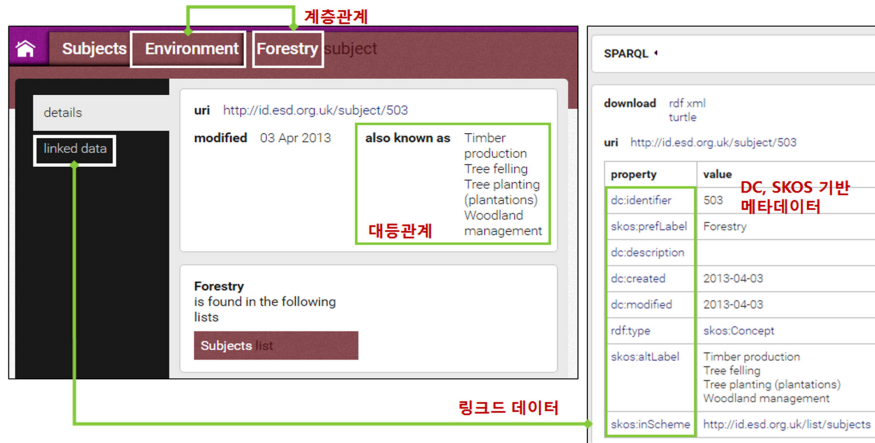 계층관계
Subjects Environment Forestry subject
details
linked data
uri http://id.esd.org.uk/subject/503
modified 03 Apr 2013
also known as
Timber
production
Tree felling
Tree planting
(plantations)
Woodland
management
대등관계
Forestry
is found in the following
lists
Subjects list
링크드 데이터
SPARQL
download rdf xml
turtle
uri http://id.esd.org.uk/subject/503
property value
DC, SKOS 기반
메타데이터
dc:identifier 503
skos:prefLabel Forestry
dc:description
dc:created 2013-04-03
dc:modified 2013-04-03
rdf:type skos:Concept
skos:altLabel Timber production
Tree felling
Tree planting (plantations)
Woodland management
skos:inScheme http://id.esd.org.uk/list/subjects